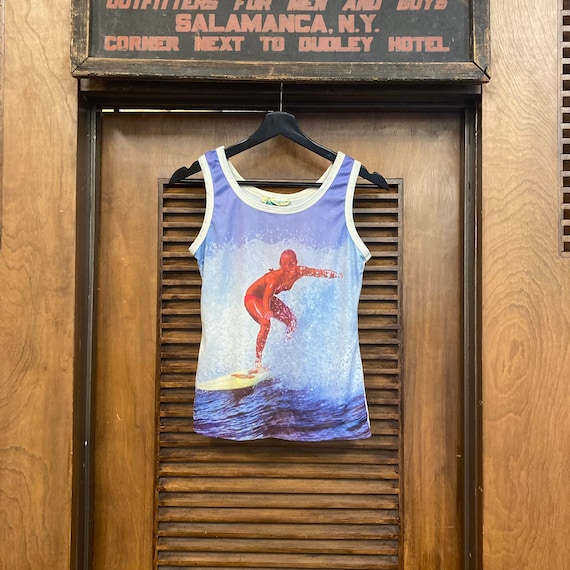 OUTFITTERS FOR MEN AND BOYS
SALAMANCA, N.Y.
CORNER NEXT TO DUDLEY HOTEL